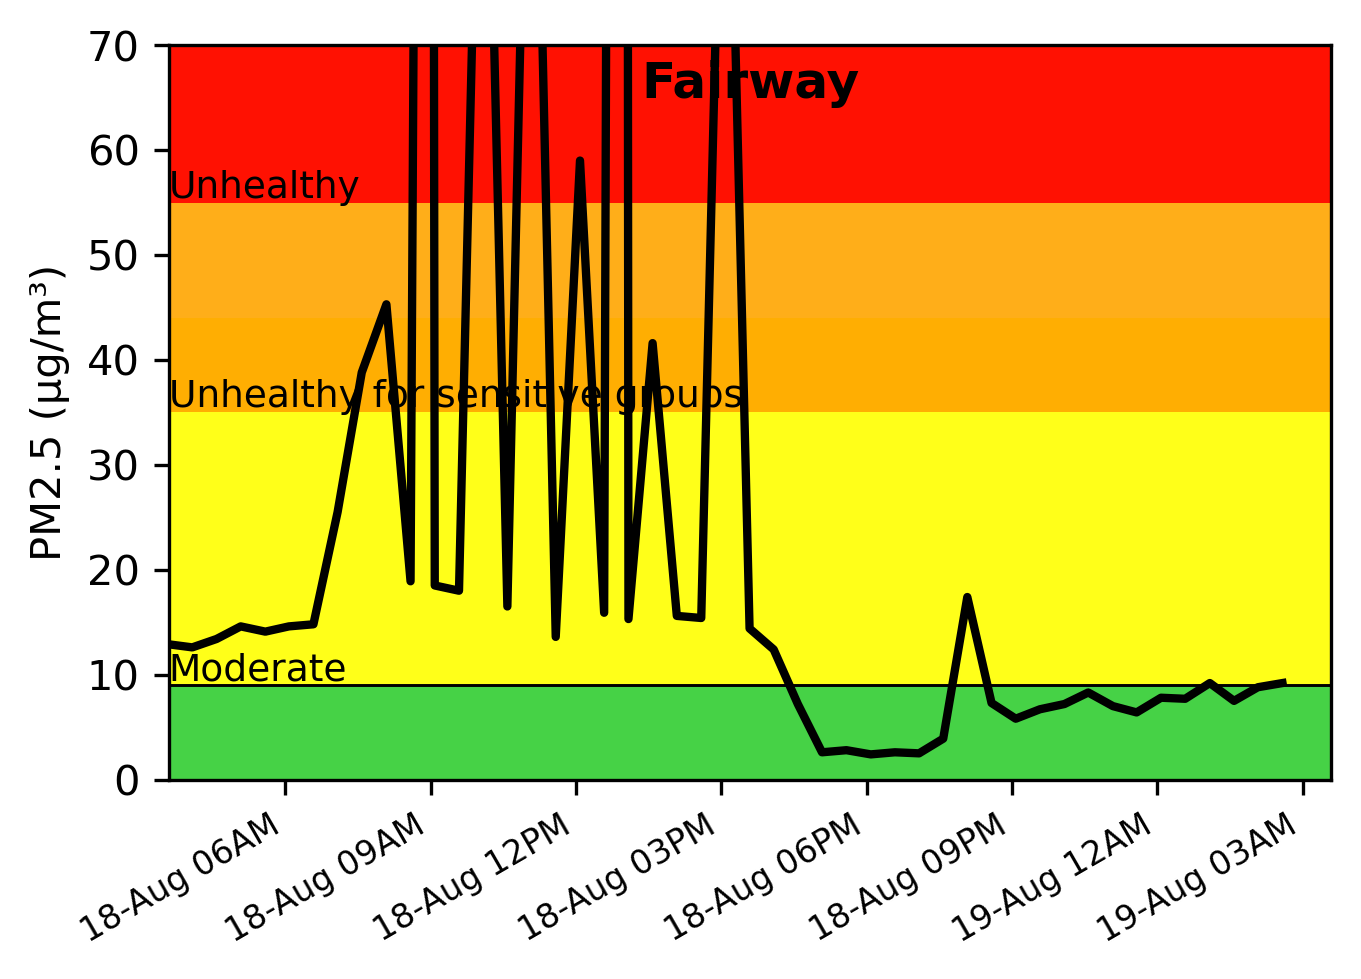 Fairway
PM2.5 (µg/m³)
70
60
50
40
30
20
10
0
Unhealthy
Unhealthy for sensitive groups
Moderate
18-Aug 06AM
18-Aug 09AM
18-Aug 12PM
18-Aug 03PM
18-Aug 06PM
18-Aug 09PM
19-Aug 12AM
19-Aug 03AM